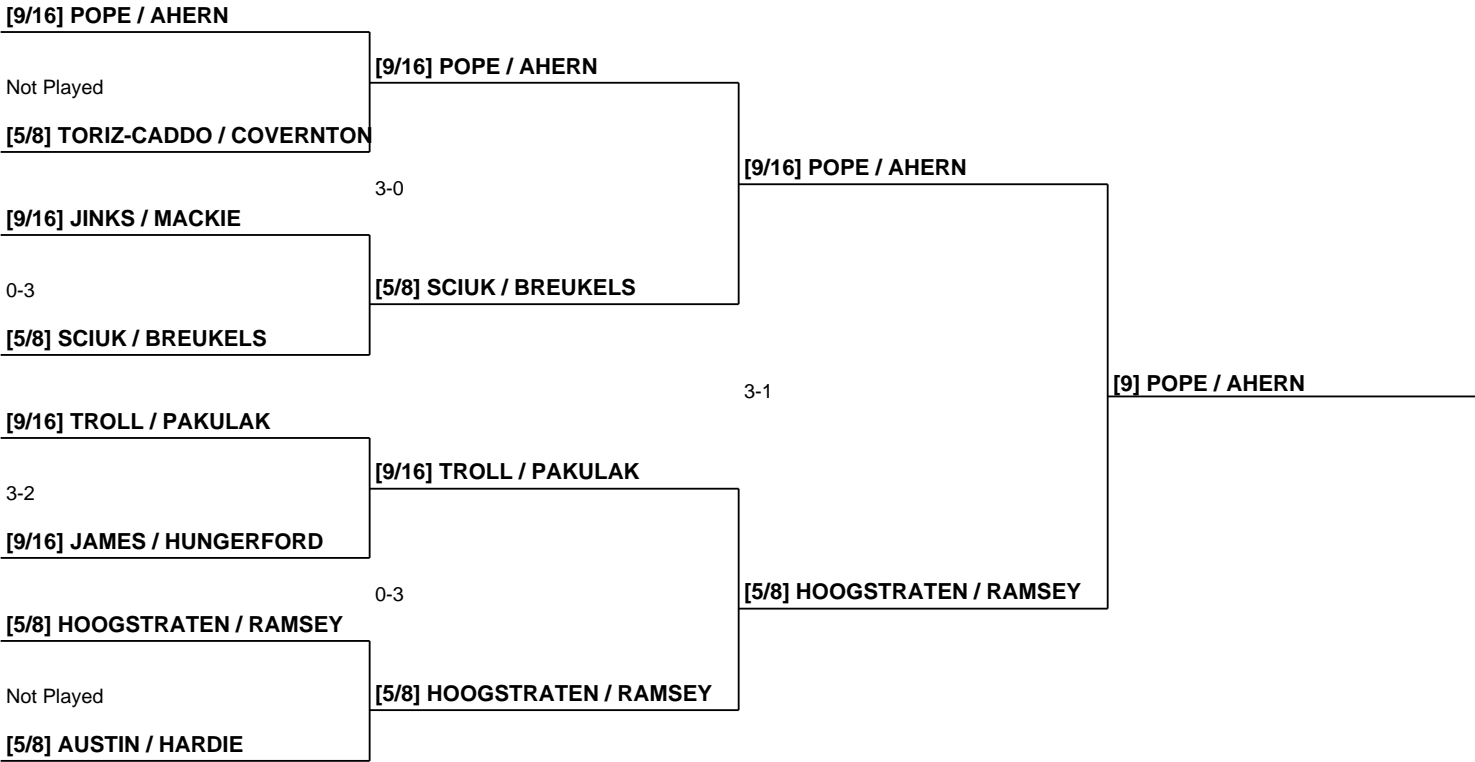 [9/16] POPE / AHERN
Not Played
[5/8] TORIZ-CADDO / COVERNTON
[9/16] JINKS / MACKIE
0-3
[5/8] SCIUK / BREUKELS
[9/16] TROLL / PAKULAK
3-2
[9/16] JAMES / HUNGERFORD
[5/8] HOOGSTRATEN / RAMSEY
Not Played
[5/8] AUSTIN / HARDIE
[9/16] POPE / AHERN
3-0
[5/8] SCIUK / BREUKELS
[9/16] TROLL / PAKULAK
0-3
[5/8] HOOGSTRATEN / RAMSEY
[9/16] POPE / AHERN
3-1
[5/8] HOOGSTRATEN / RAMSEY
[9] POPE / AHERN